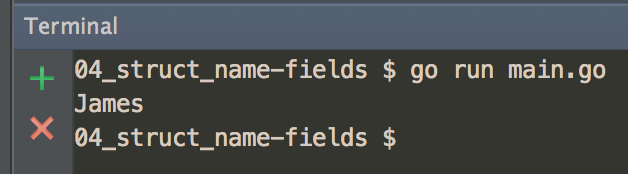 Terminal
04_struct_name-fields $ go run main.go
James
04_struct_name-fields $